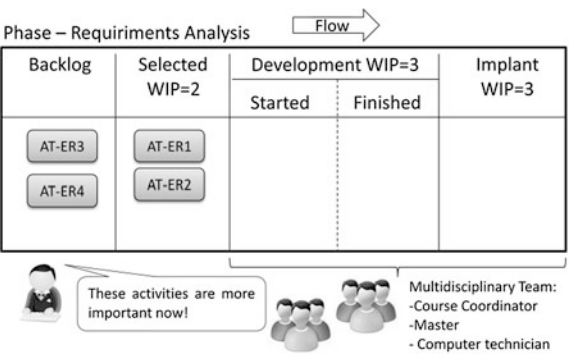 Phase – Requiriments Analysis
Flow
Backlog
Selected
WIP=2
Development WIP=3
Started
Finished
Implant
WIP=3
AT-ER3
AT-ER1
AT-ER4
AT-ER2
These activities are more
important now!
Multidisciplinary Team:
-Course Coordinator
-Master
- Computer technician